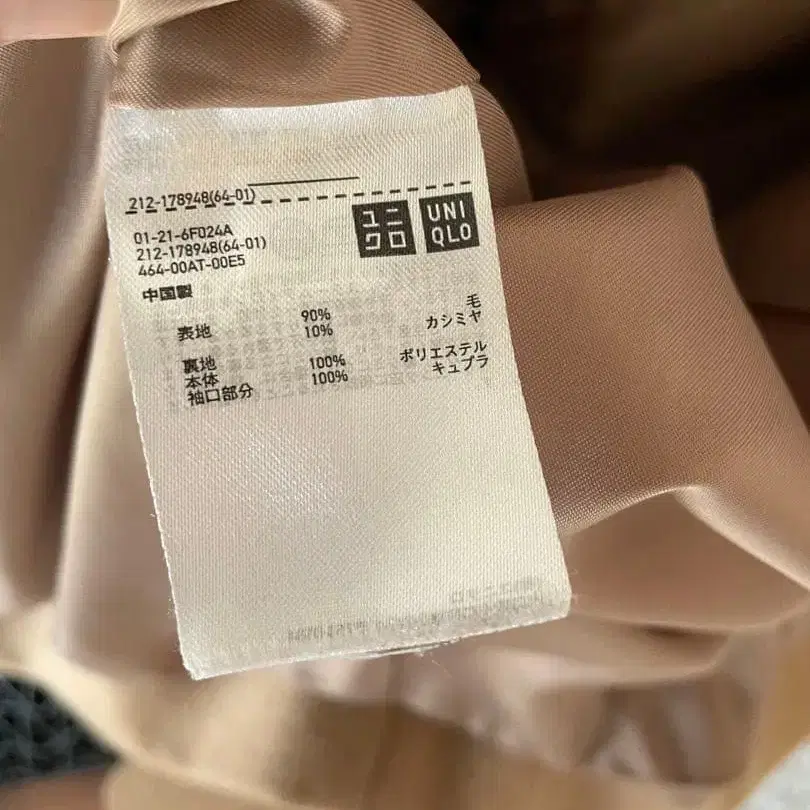 212-178948(64-01)
ユニクロ
UNIQLO
01-21-6F024A
212-178948(64-01)
464-00AT-00E5
中国製
表地 90% 毛
10% カシミヤ
裏地
本体 100% ポリエステル
袖口部分 100% キュプラ